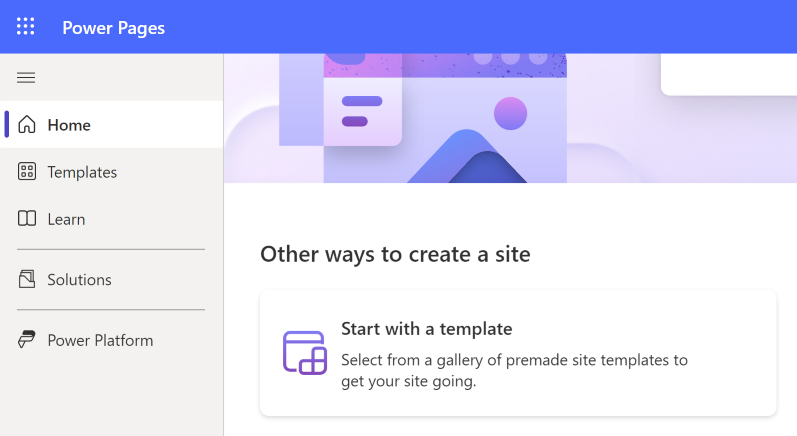 Power Pages
Home
Templates
Learn
Solutions
Power Platform
Other ways to create a site
Start with a template
Select from a gallery of premade site templates to
get your site going.